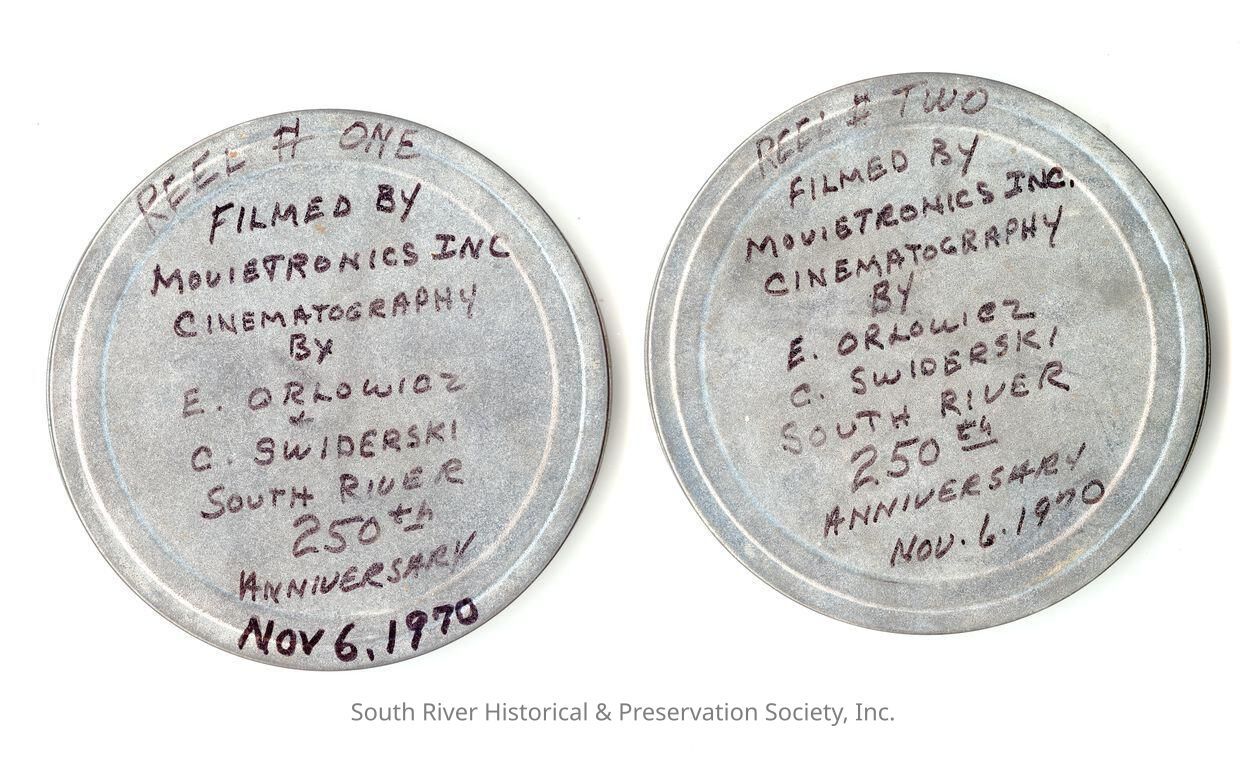 REEL # ONE
FILMED BY
MOVIETRONICS INC
CINEMATOGRAPHY
BY
E. ORLOWICZ
+
C. SWIDERSKI
SOUTH RIVER
250th
ANNIVERSARY
NOV 6, 1970
REEL # TWO
FILMED BY
MOVIETRONICS INC.
CINEMATOGRAPHY
BY
E. ORLOWICZ
C. SWIDERSKI
SOUTH RIVER
250th
ANNIVERSARY
NOV. 6. 1970
South River Historical & Preservation Society, Inc.